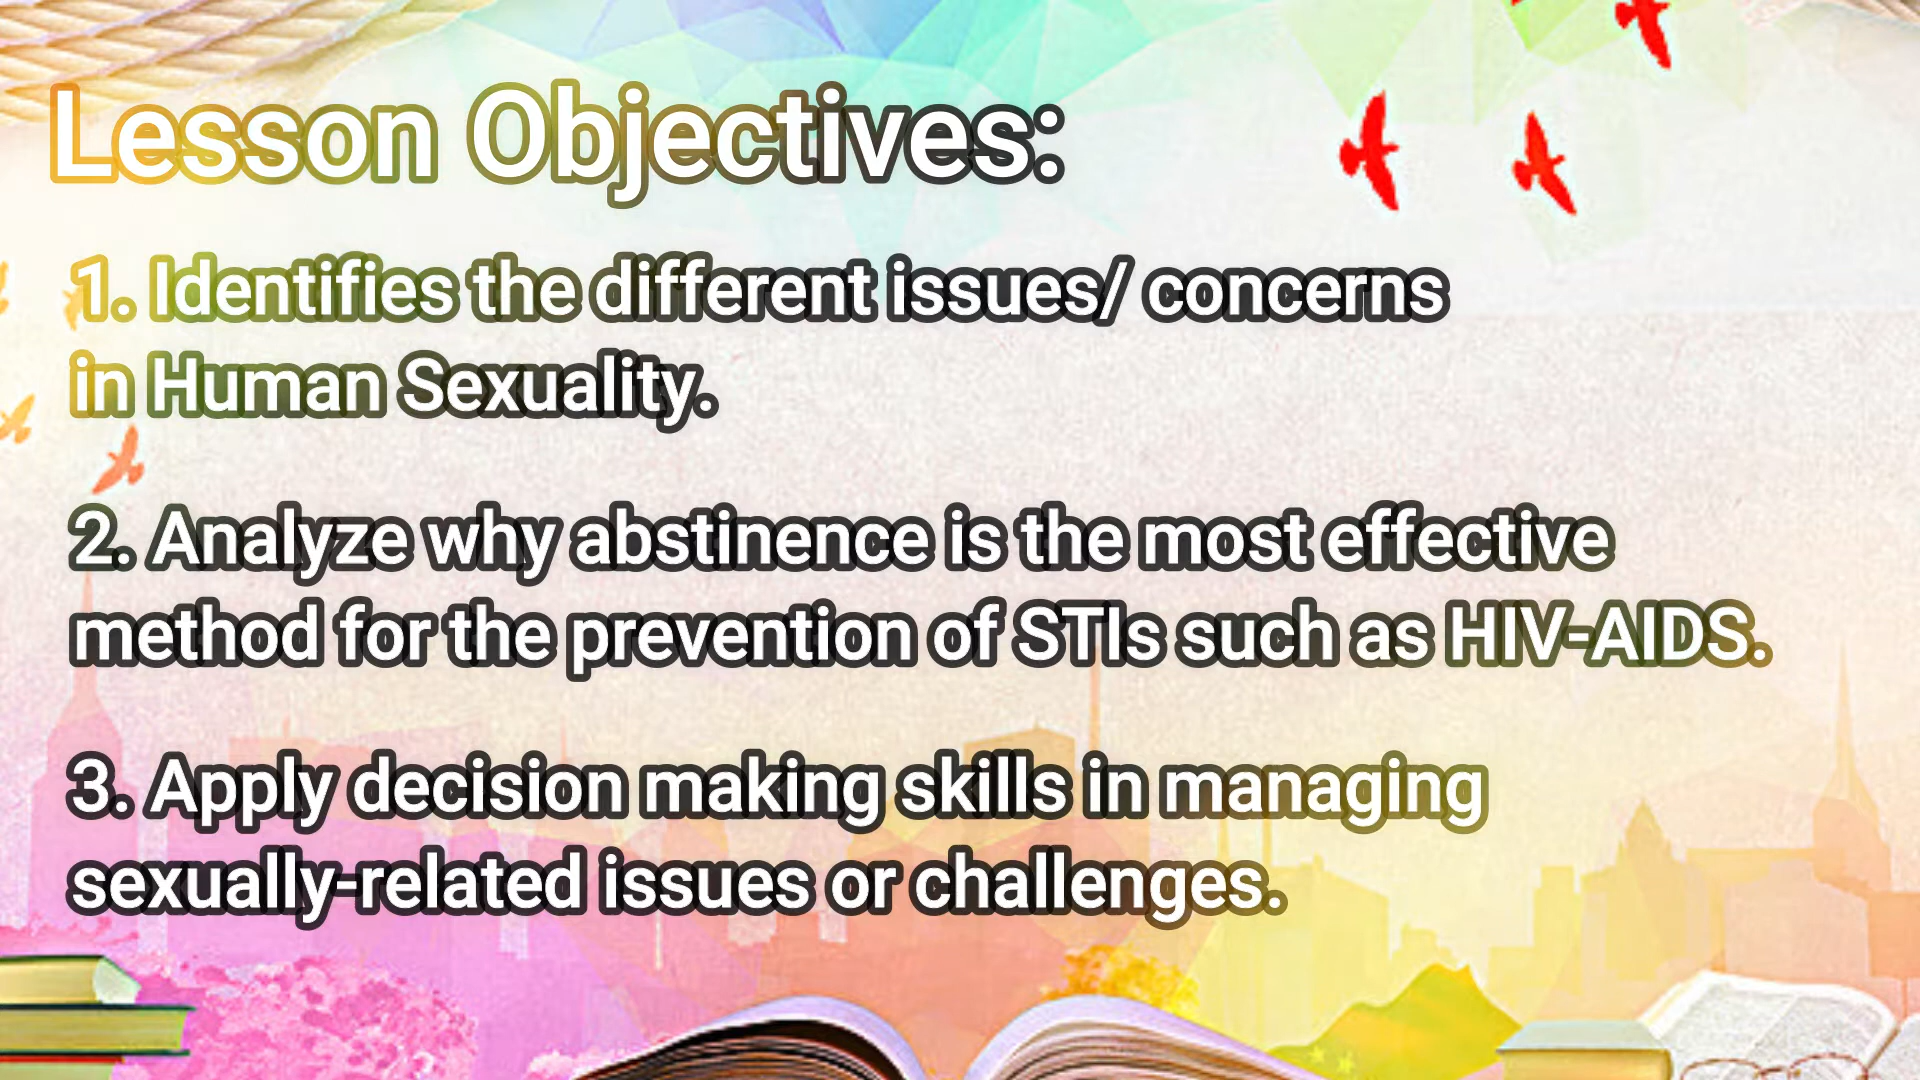 Lesson Objectives:
1. Identifies the different issues/ concerns
in Human Sexuality.
2. Analyze why abstinence is the most effective
method for the prevention of STIs such as HIV-AIDS.
3. Apply decision making skills in managing
sexually-related issues or challenges.